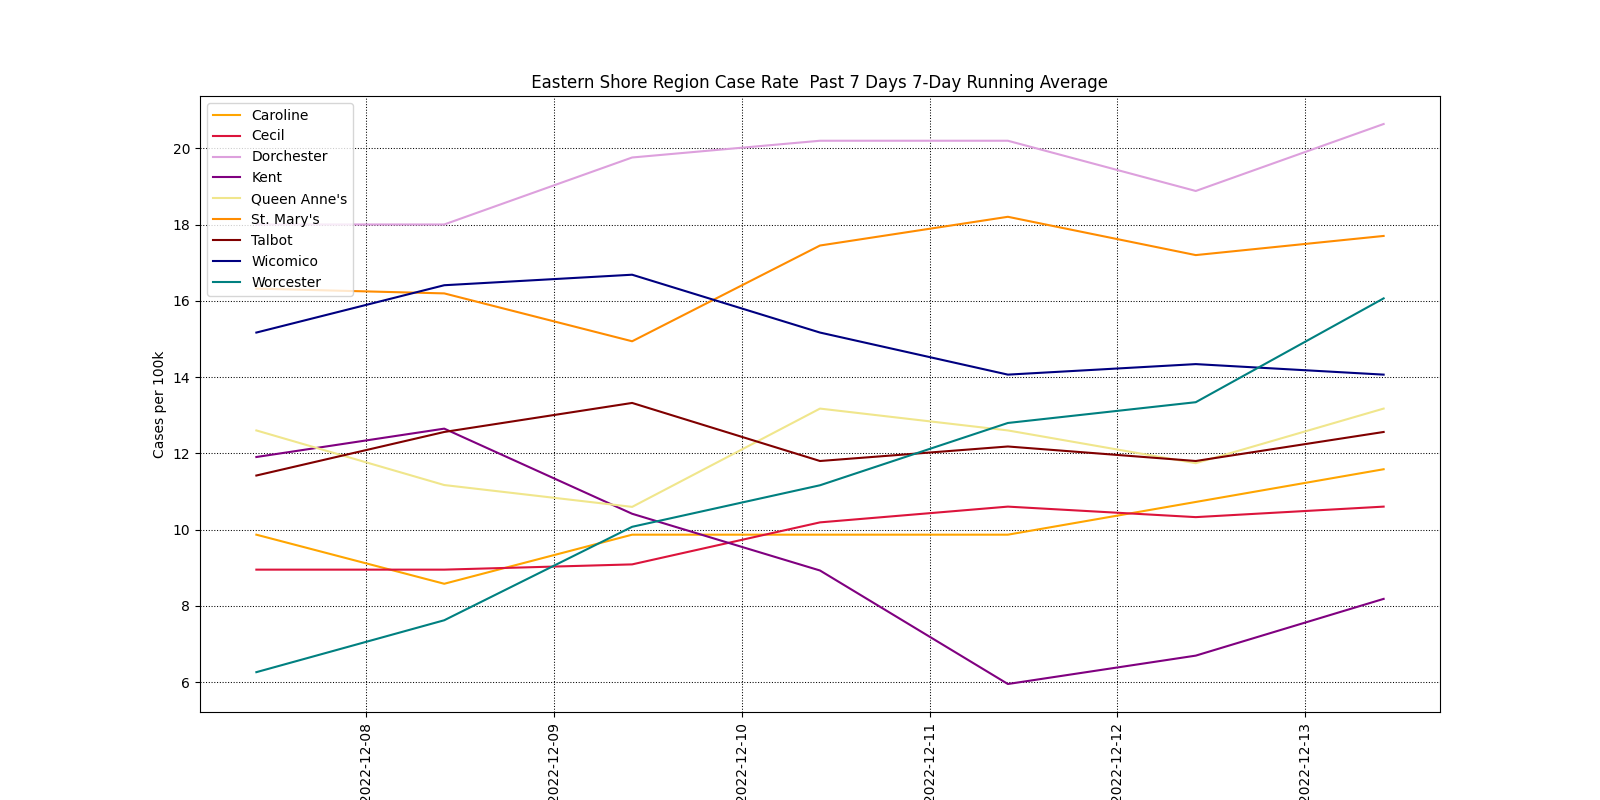 Eastern Shore Region Case Rate  Past 7 Days 7-Day Running Average
Caroline
Cecil
Dorchester
Kent
Queen Anne's
St. Mary's
Talbot
Wicomico
Worcester
Cases per 100k
20
18
16
14
12
10
8
6
2022-12-08
2022-12-09
2022-12-10
2022-12-11
2022-12-12
2022-12-13